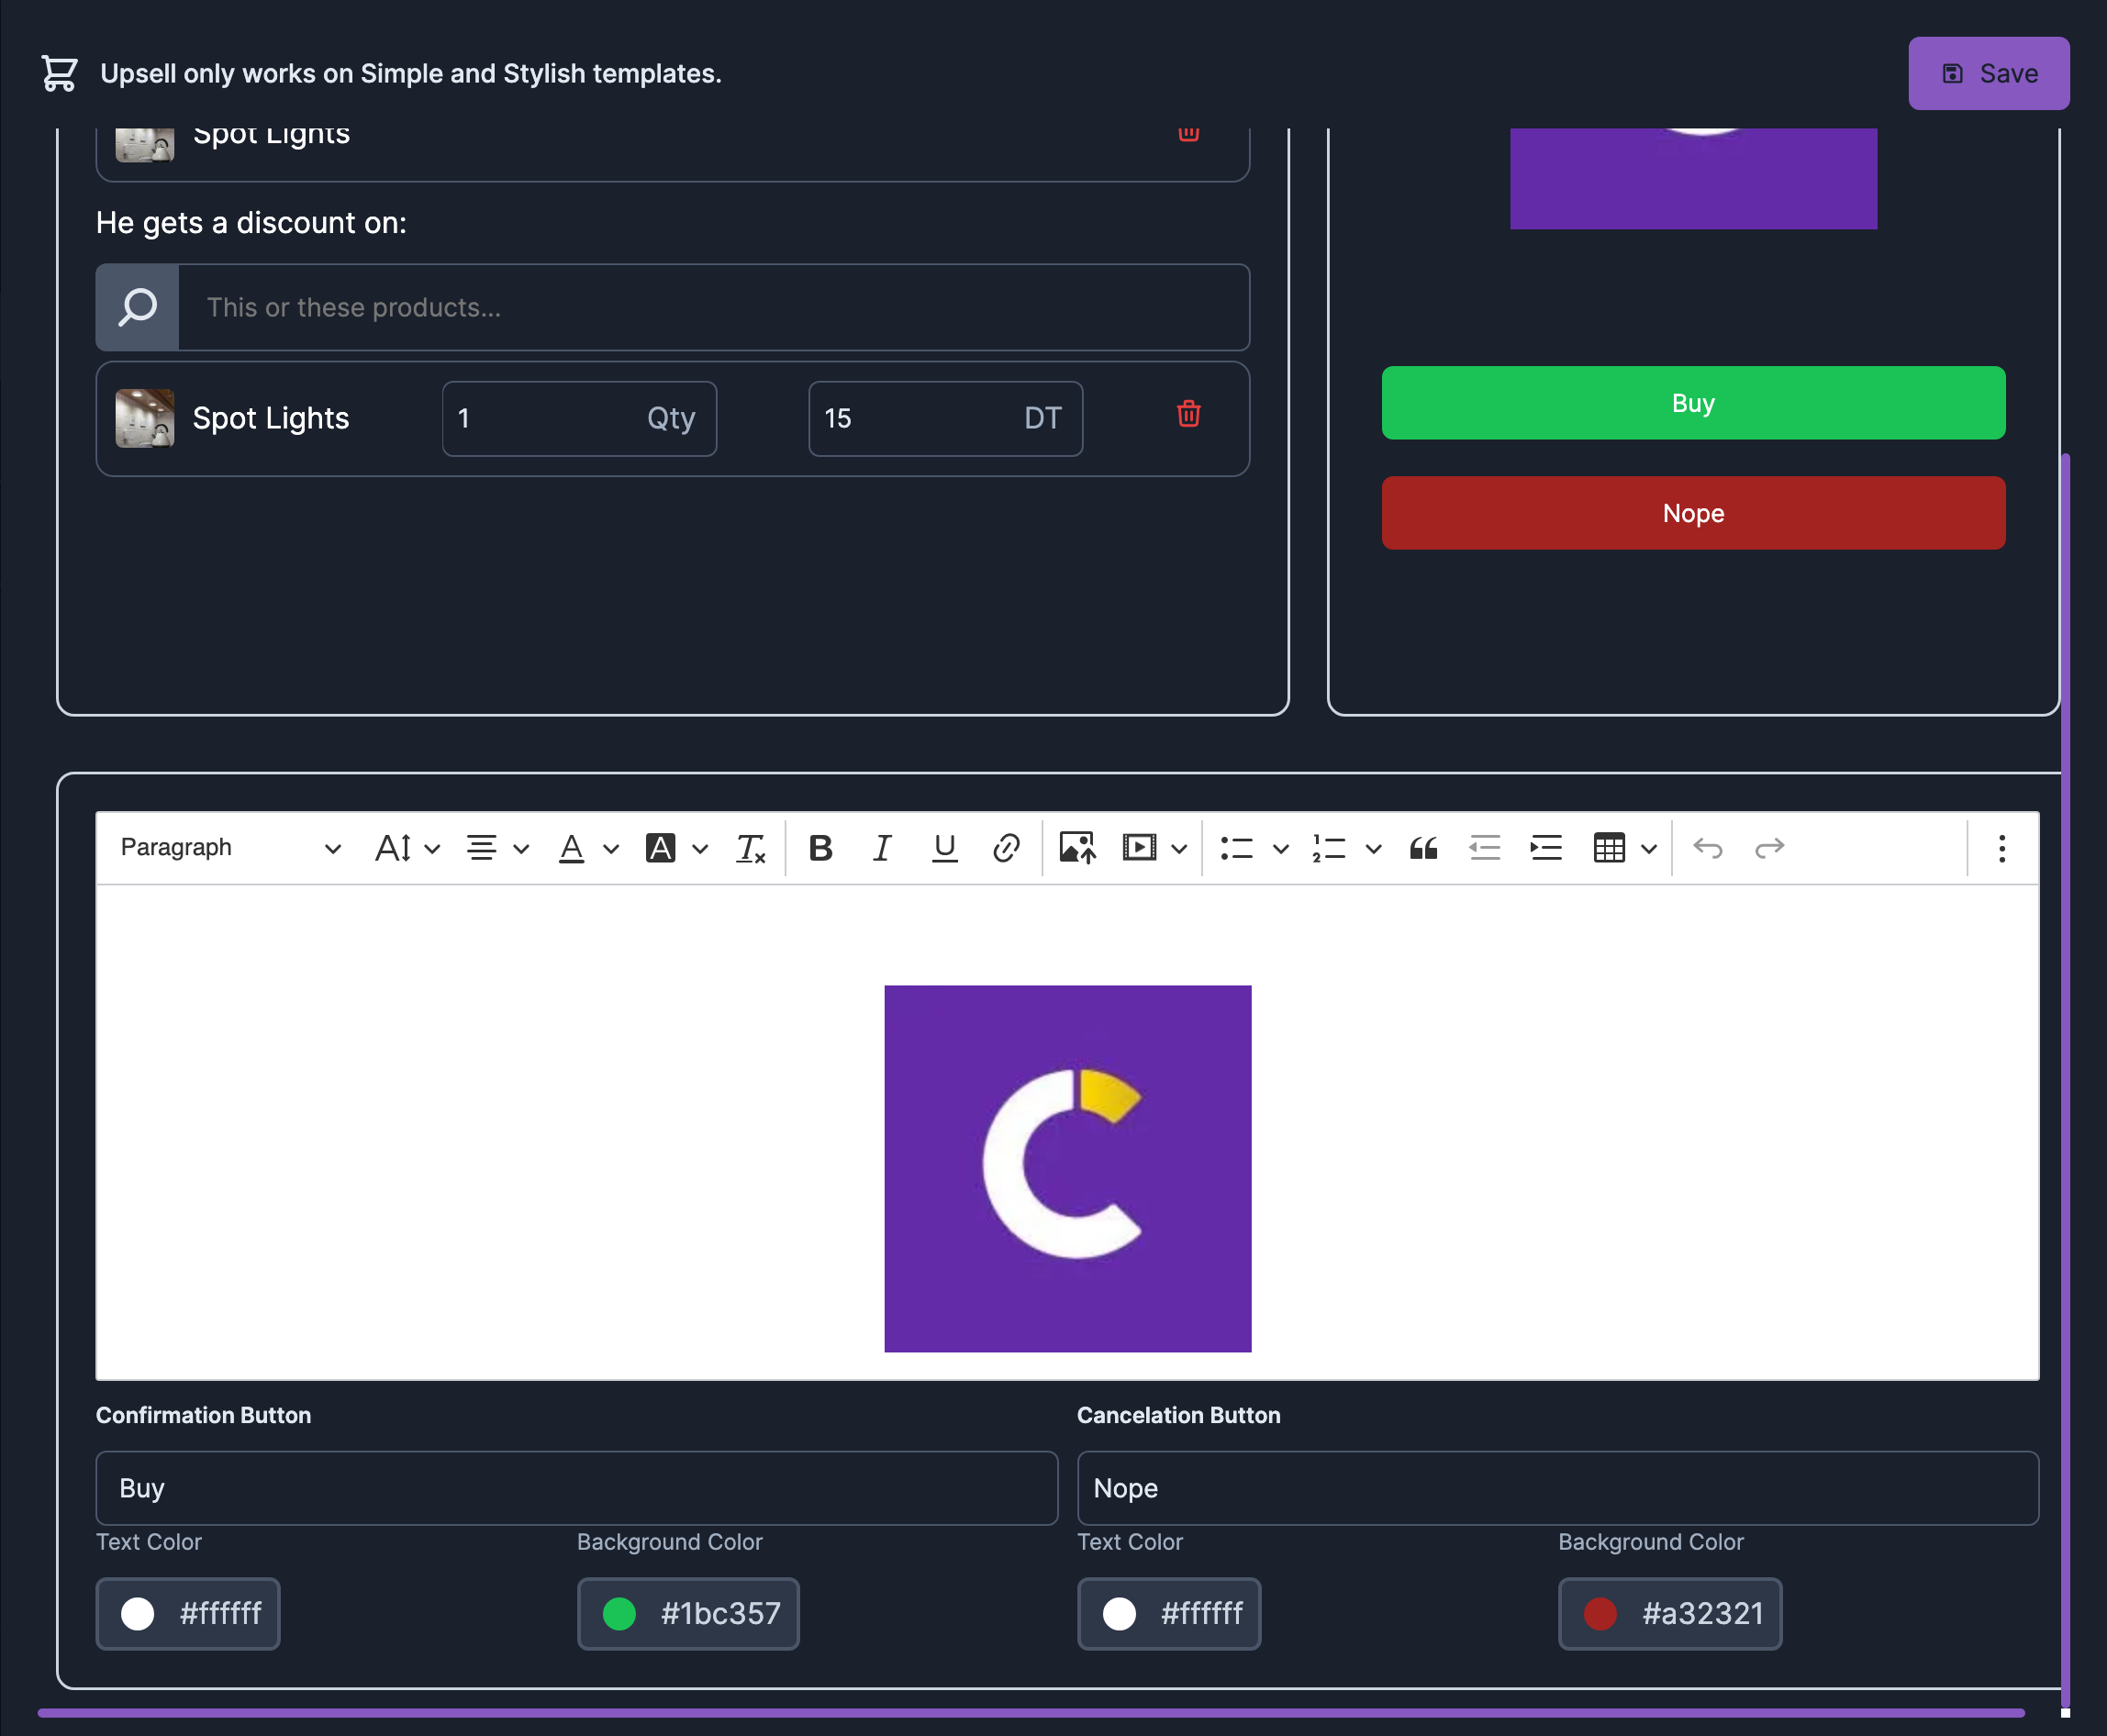 Upsell only works on Simple and Stylish templates.
Save
Spot Lights
He gets a discount on:
This or these products...
Spot Lights
1
Qty
15
DT
Buy
Nope
Paragraph
Confirmation Button
Cancelation Button
Buy
Nope
Text Color
Background Color
Text Color
Background Color
#ffffff
#1bc357
#ffffff
#a32321